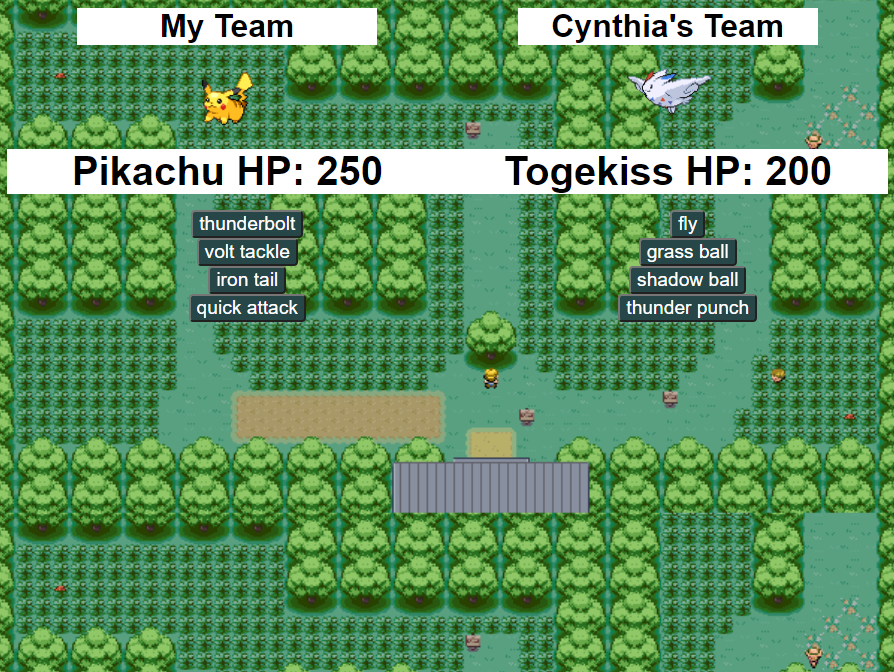 My Team
Cynthia's Team
Pikachu HP: 250
Togekiss HP: 200
thunderbolt
volt tackle
iron tail
quick attack
fly
grass ball
shadow ball
thunder punch